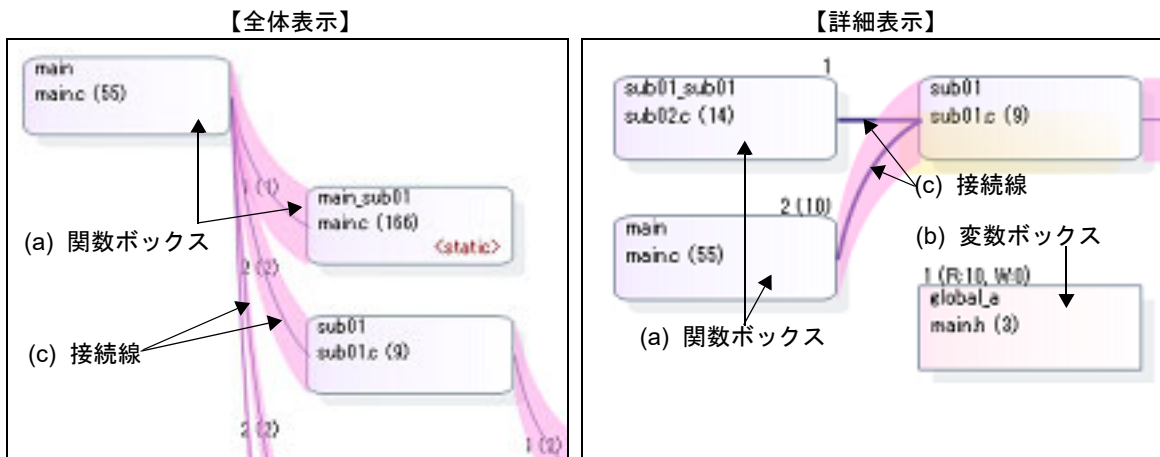 【全体表示】
main
main.c (55)
1 (1)
main_sub01
main.c (166)
<static>
(a) 関数ボックス
2 (2)
sub01
sub01.c (9)
(c) 接続線
2 (2)
1 (2)
【詳細表示】
1
sub01_sub01
sub02.c (14)
sub01
sub01.c (9)
(c) 接続線
2 (10)
main
main.c (55)
(b) 変数ボックス
1 (R:10, W:0)
global_a
main.h (3)
(a) 関数ボックス